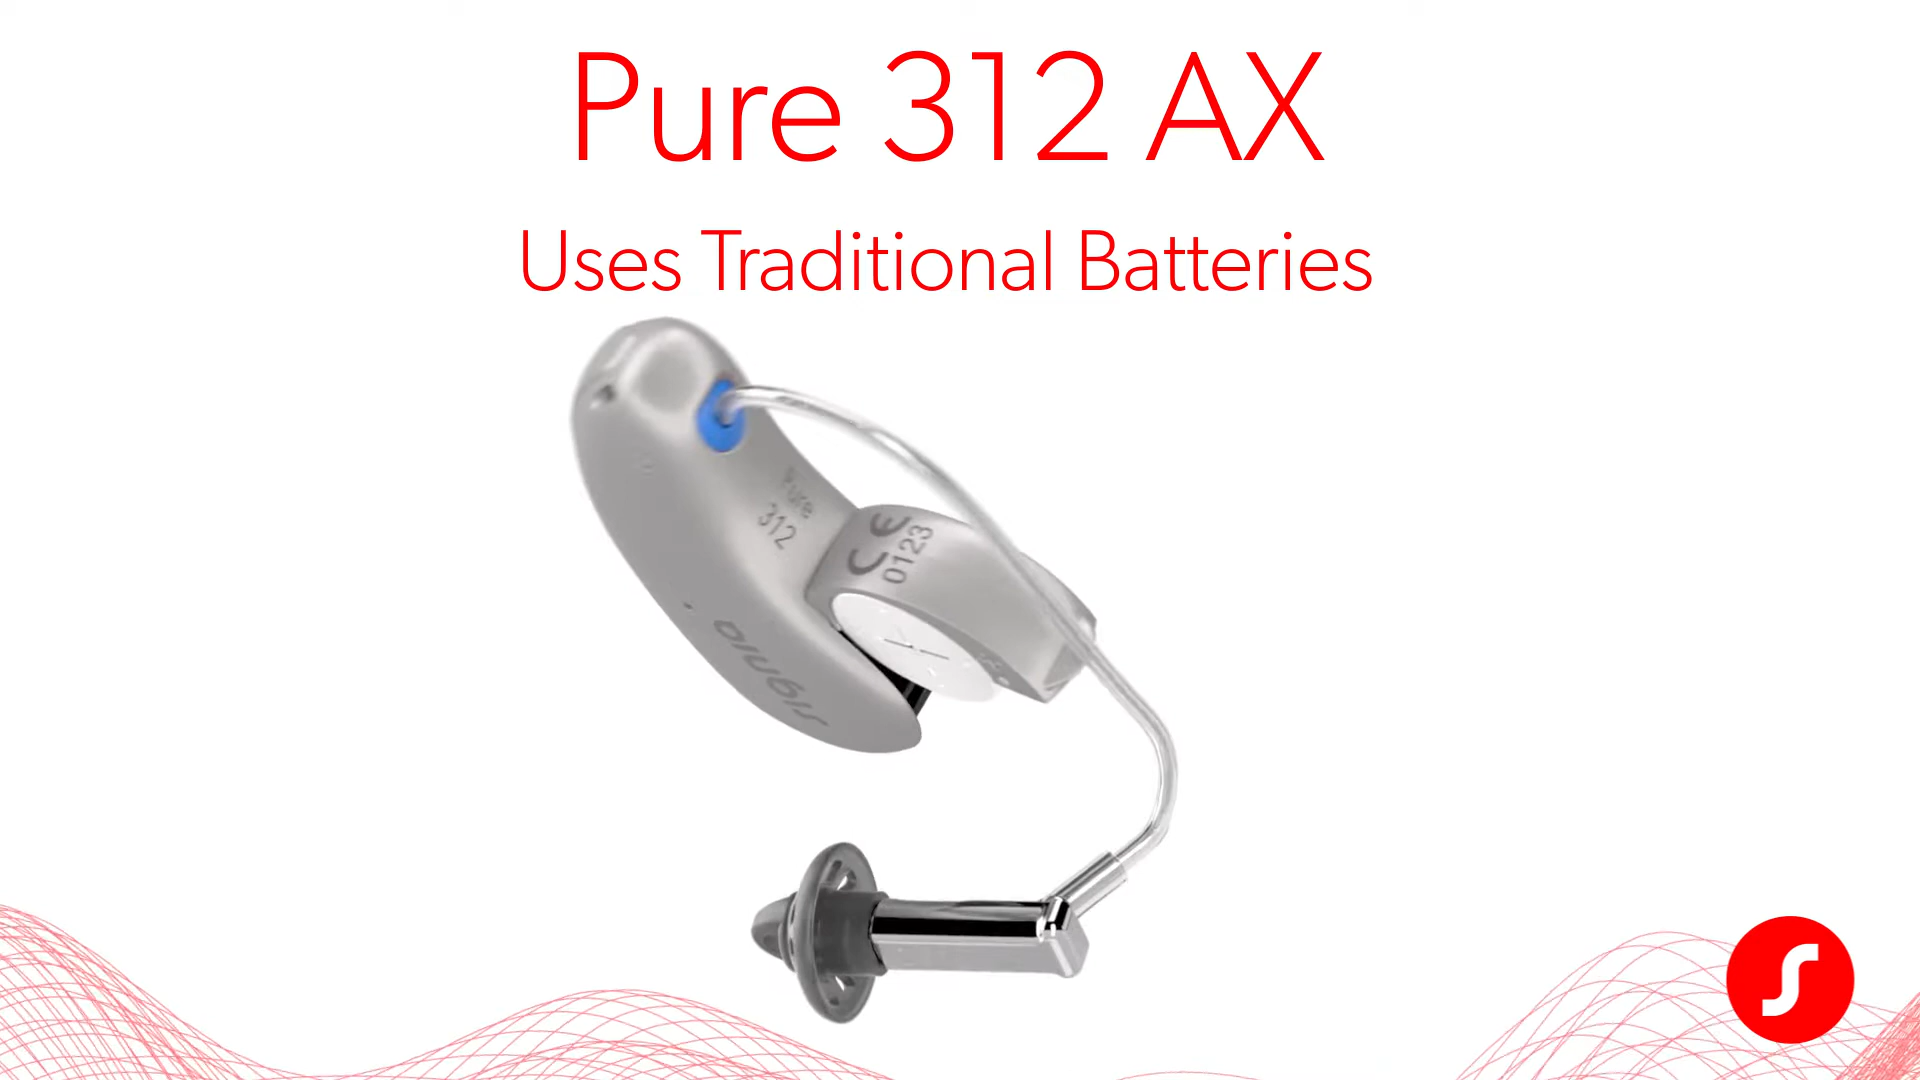 Pure 312 AX
Uses Traditional Batteries
Pure
312
CE
0123
signia